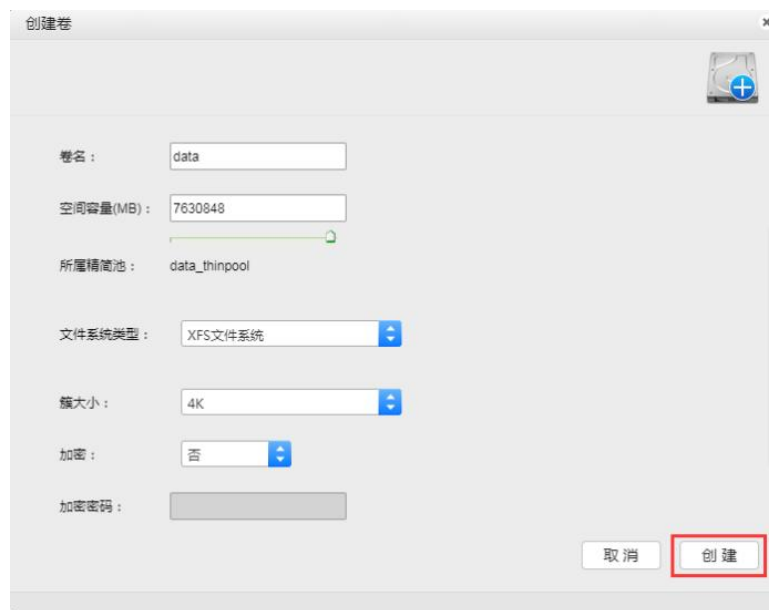 创建卷
卷名： data
空间容量(MB)： 7630848
所属精简池： data_thinpool
文件系统类型： XFS文件系统
簇大小： 4K
加密： 否
加密密码：
取消 创建